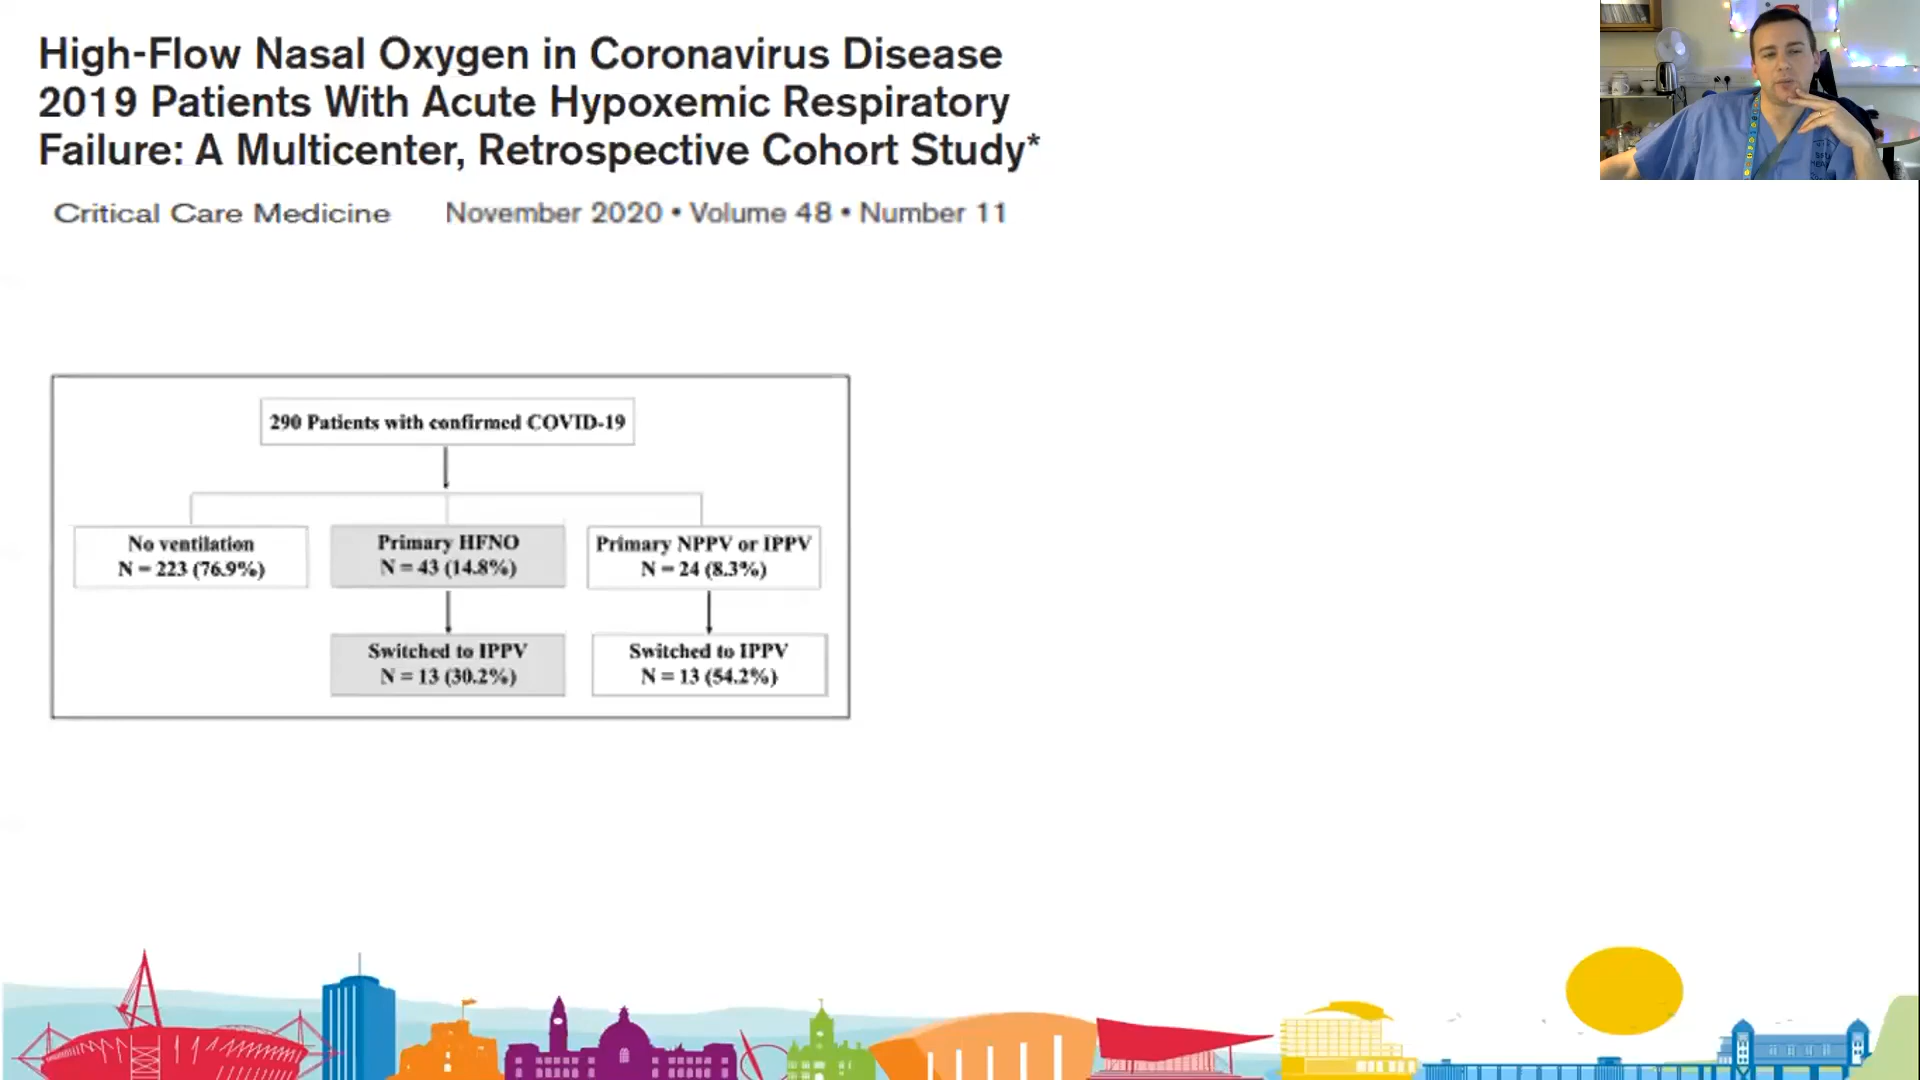 High-Flow Nasal Oxygen in Coronavirus Disease
2019 Patients With Acute Hypoxemic Respiratory
Failure: A Multicenter, Retrospective Cohort Study*
Critical Care Medicine November 2020 • Volume 48 • Number 11
290 Patients with confirmed COVID-19
No ventilation
N = 223 (76.9%)
Primary HFNO
N = 43 (14.8%)
Primary NPPV or IPPV
N = 24 (8.3%)
Switched to IPPV
N = 13 (30.2%)
Switched to IPPV
N = 13 (54.2%)